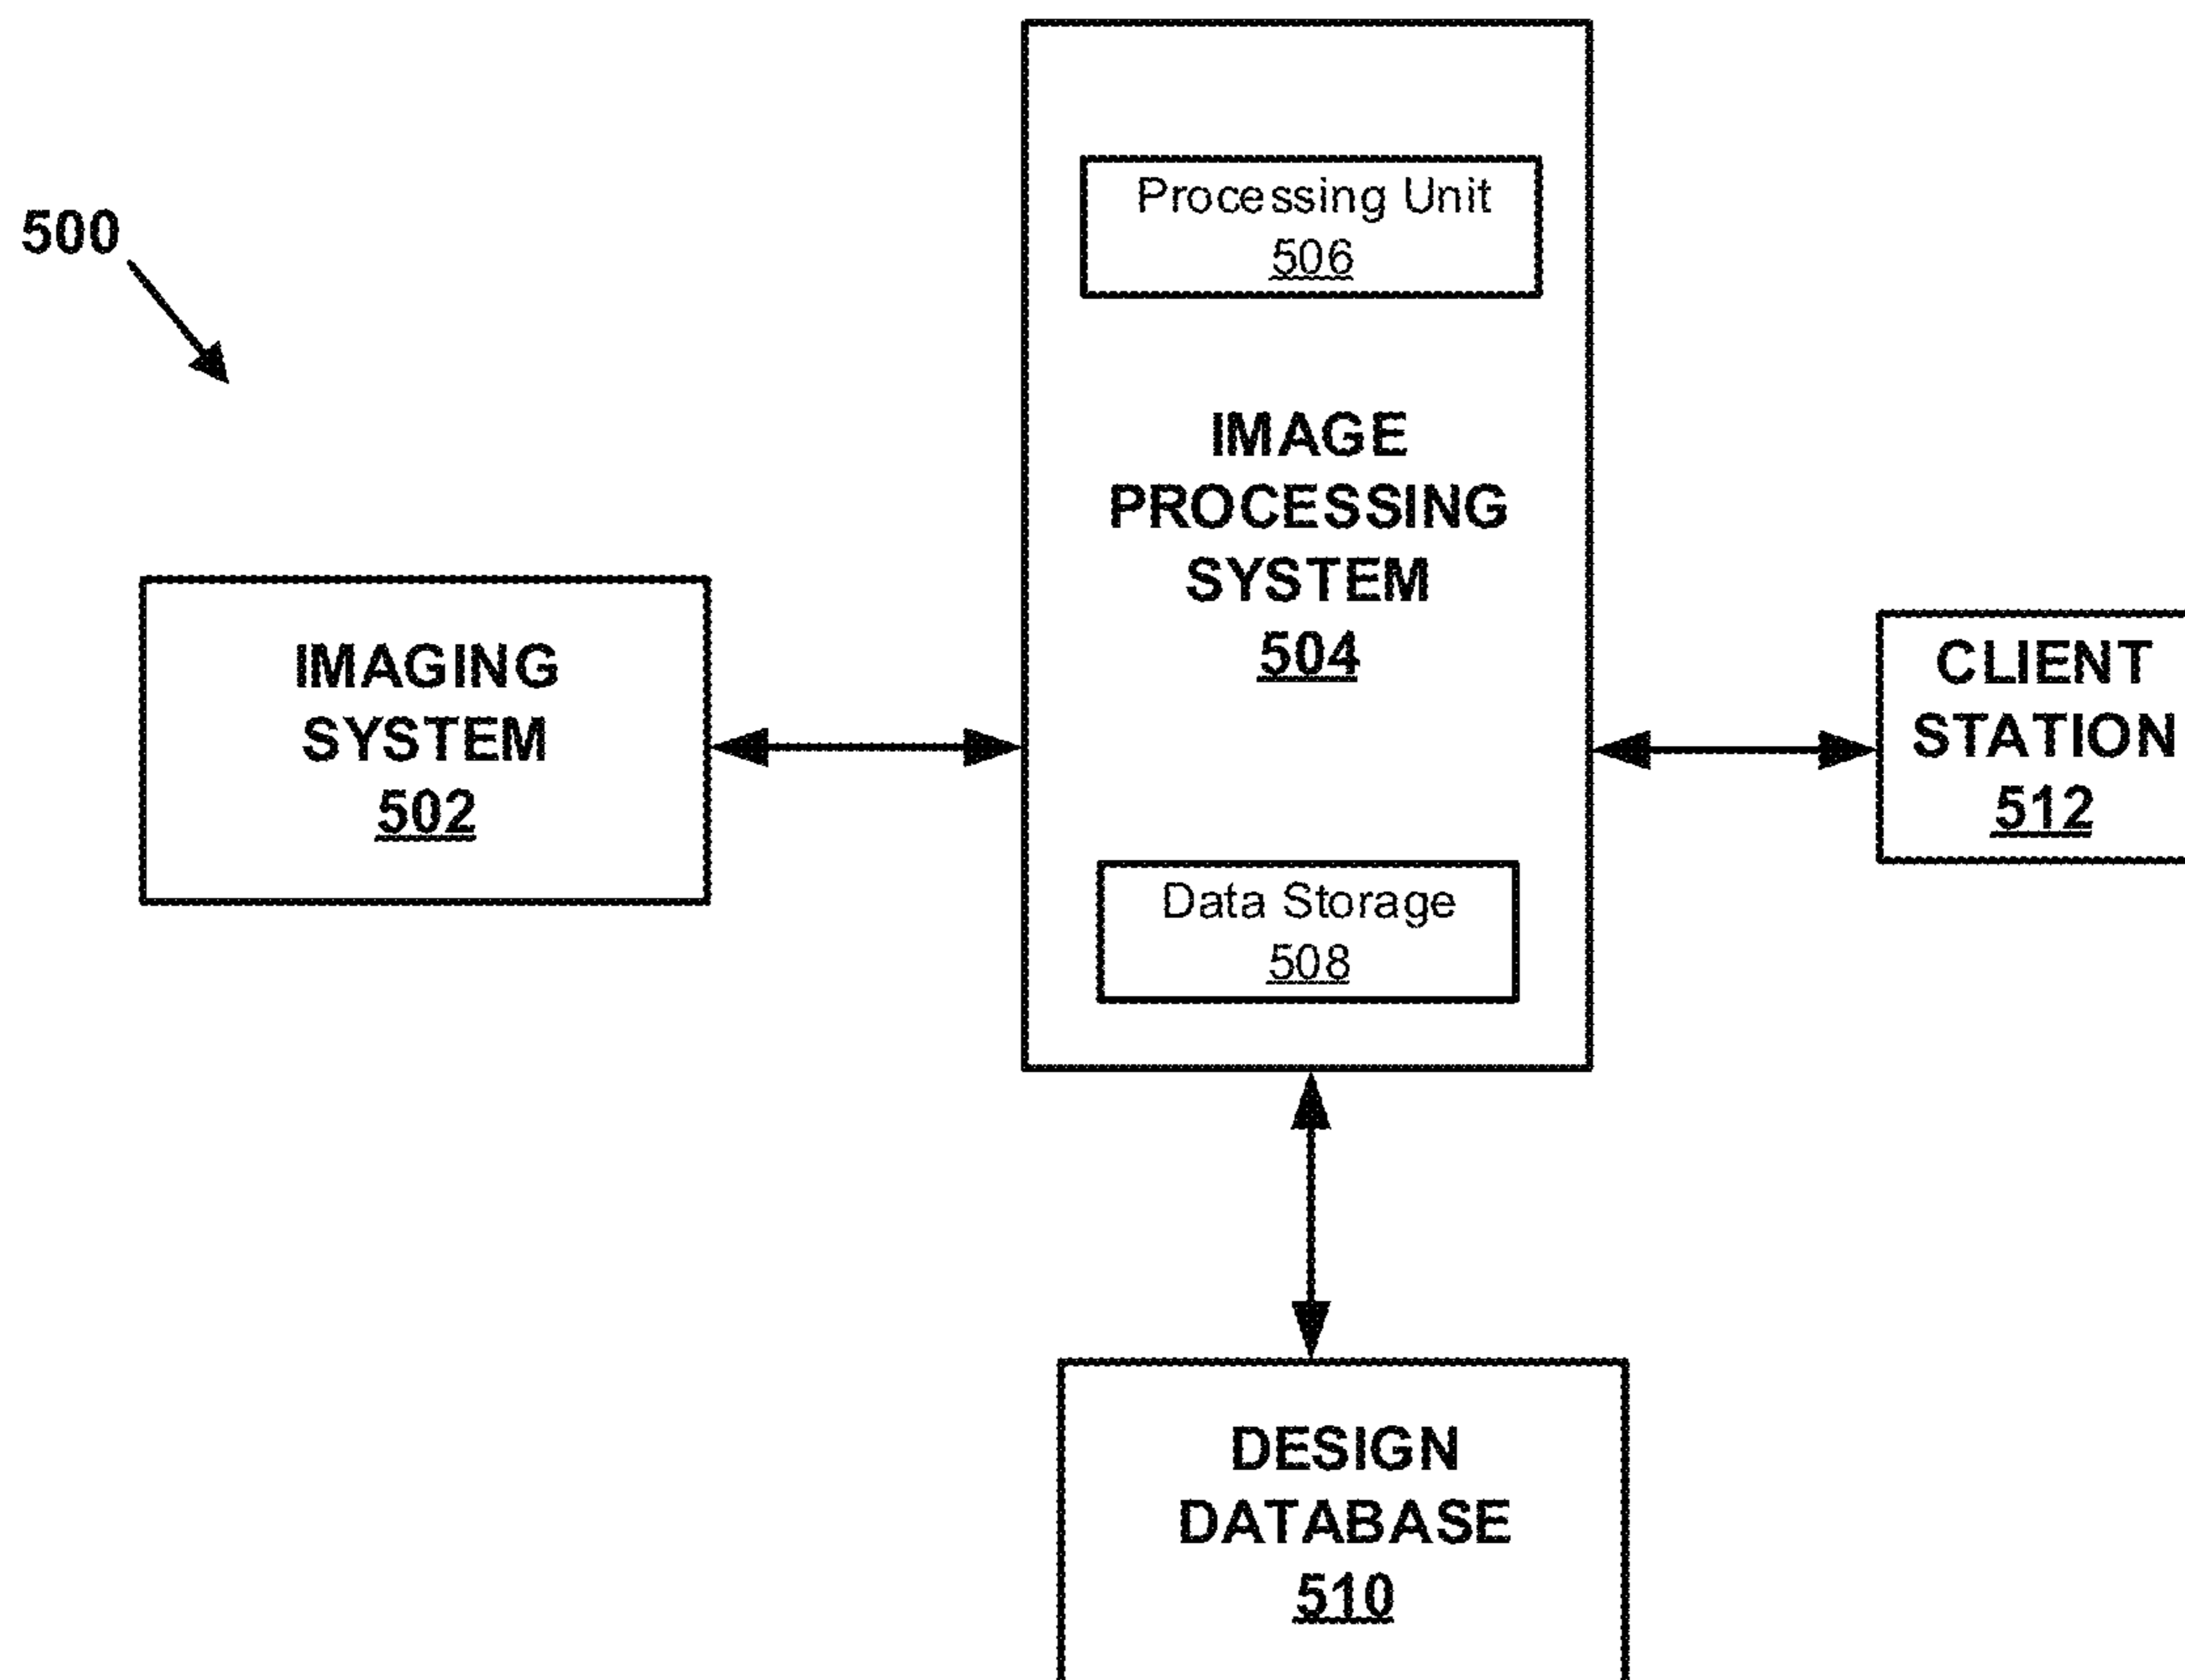 500
Processing Unit
506
IMAGE
PROCESSING
SYSTEM
504
IMAGING
SYSTEM
502
CLIENT
STATION
512
Data Storage
508
DESIGN
DATABASE
510